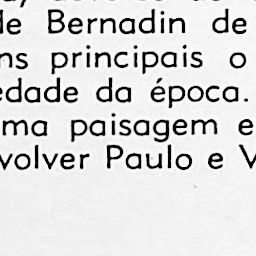 de Bernadin de
ns principais o
edade da época.
ma paisagem e
volver Paulo e V